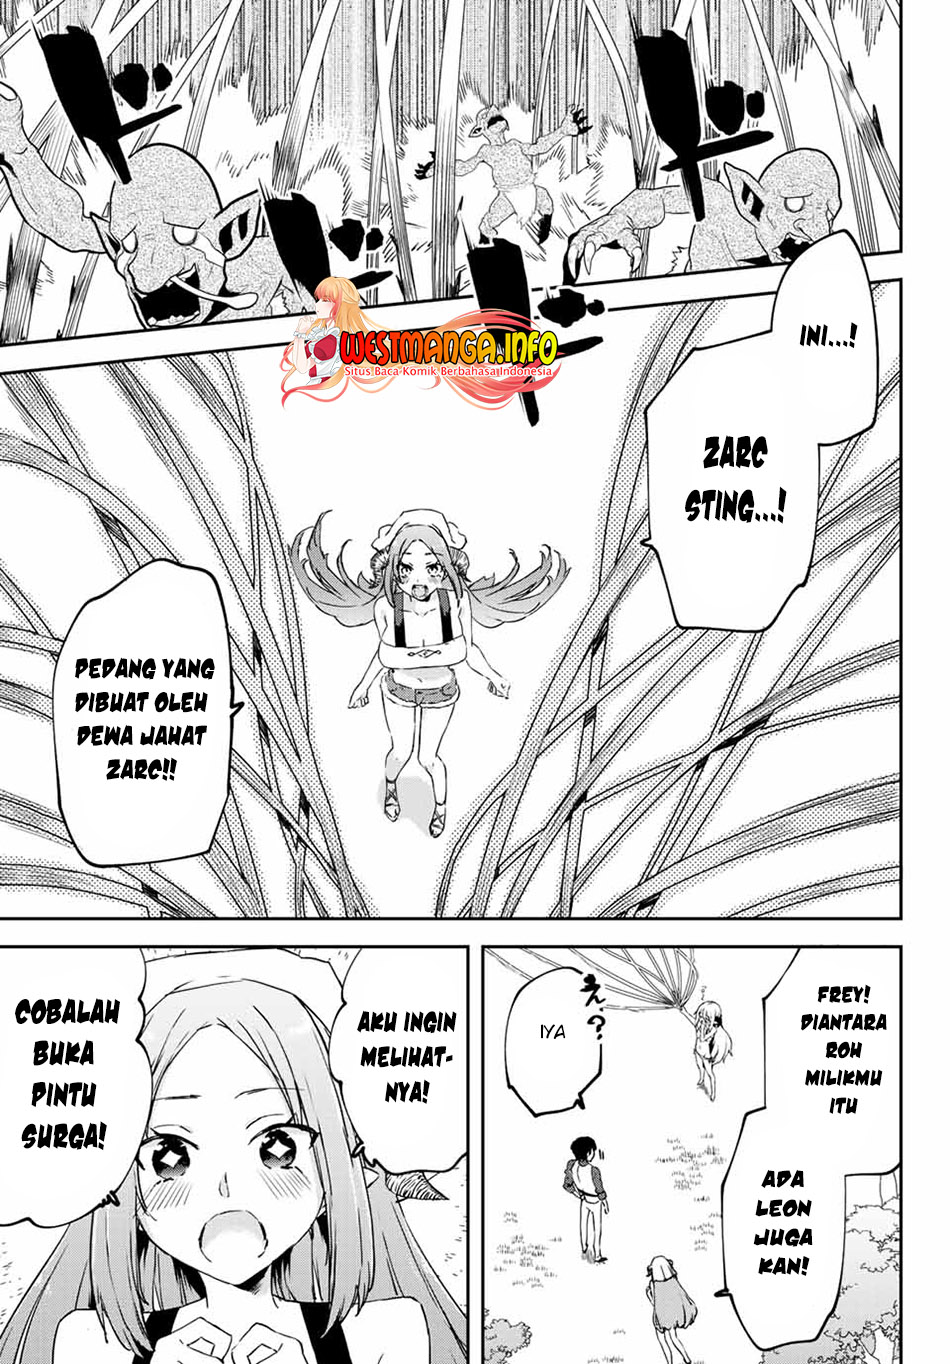 WESTMANGA.INFO
Situs Baca Komik Berbahasa Indonesia
INI...!
ZARC
STING...!
PEDANG YANG
DIBUAT OLEH
DEWA JAHAT
ZARC!!
FREY!
DIANTARA
ROH
MILIKMU
ITU
ADA
LEON
JUGA
KAN!
え?
IYA
AKU INGIN
MELIHAT-
NYA!
COBALAH
BUKA
PINTU
SURGA!